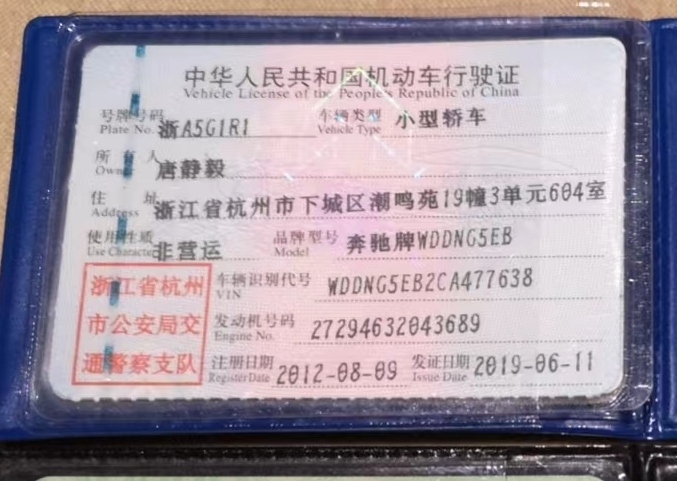 中华人民共和国机动车行驶证
Vehicle License of the People's Republic of China
号牌号码 浙A5G1R1 车辆类型 小型轿车
Plate No. Vehicle Type
所有人 唐静毅
Owner
住址 浙江省杭州市下城区潮鸣苑19幢3单元604室
Address
使用性质 非营运 品牌型号 奔驰牌WDDNG5EB
Use Character Model
浙江省杭州 车辆识别代号 WDDNG5EB2CA477638
VIN
市公安局交 发动机号码 27294632043689
Engine No.
通警察支队 注册日期 2012-08-09 发证日期 2019-06-11
Register Date Issue Date